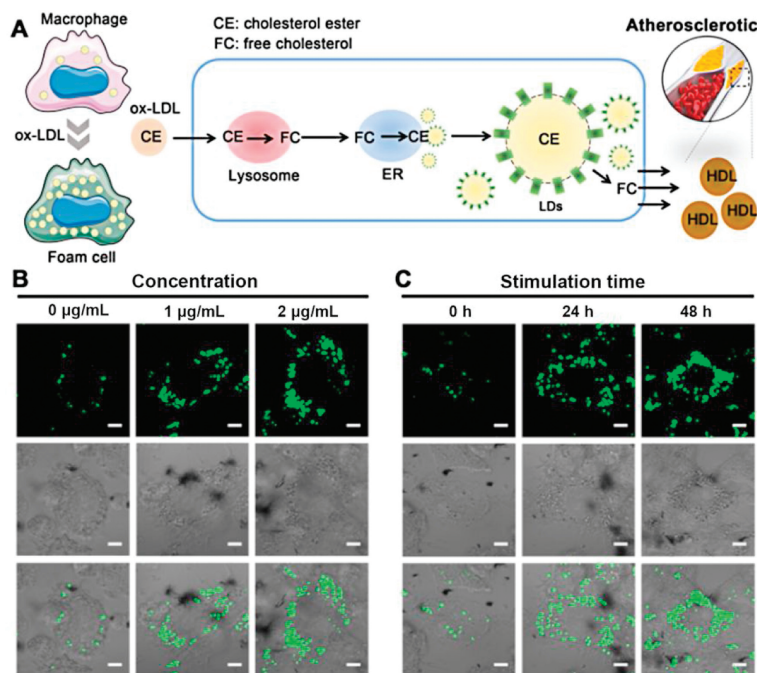 A
Macrophage
ox-LDL
Foam cell
CE: cholesterol ester
FC: free cholesterol
ox-LDL
CE
CE
FC
Lysosome
FC
CE
ER
CE
LDs
FC
Atherosclerotic
HDL
HDL
HDL
B
Concentration
0 µg/mL 1 µg/mL 2 µg/mL
C
Stimulation time
0 h 24 h 48 h